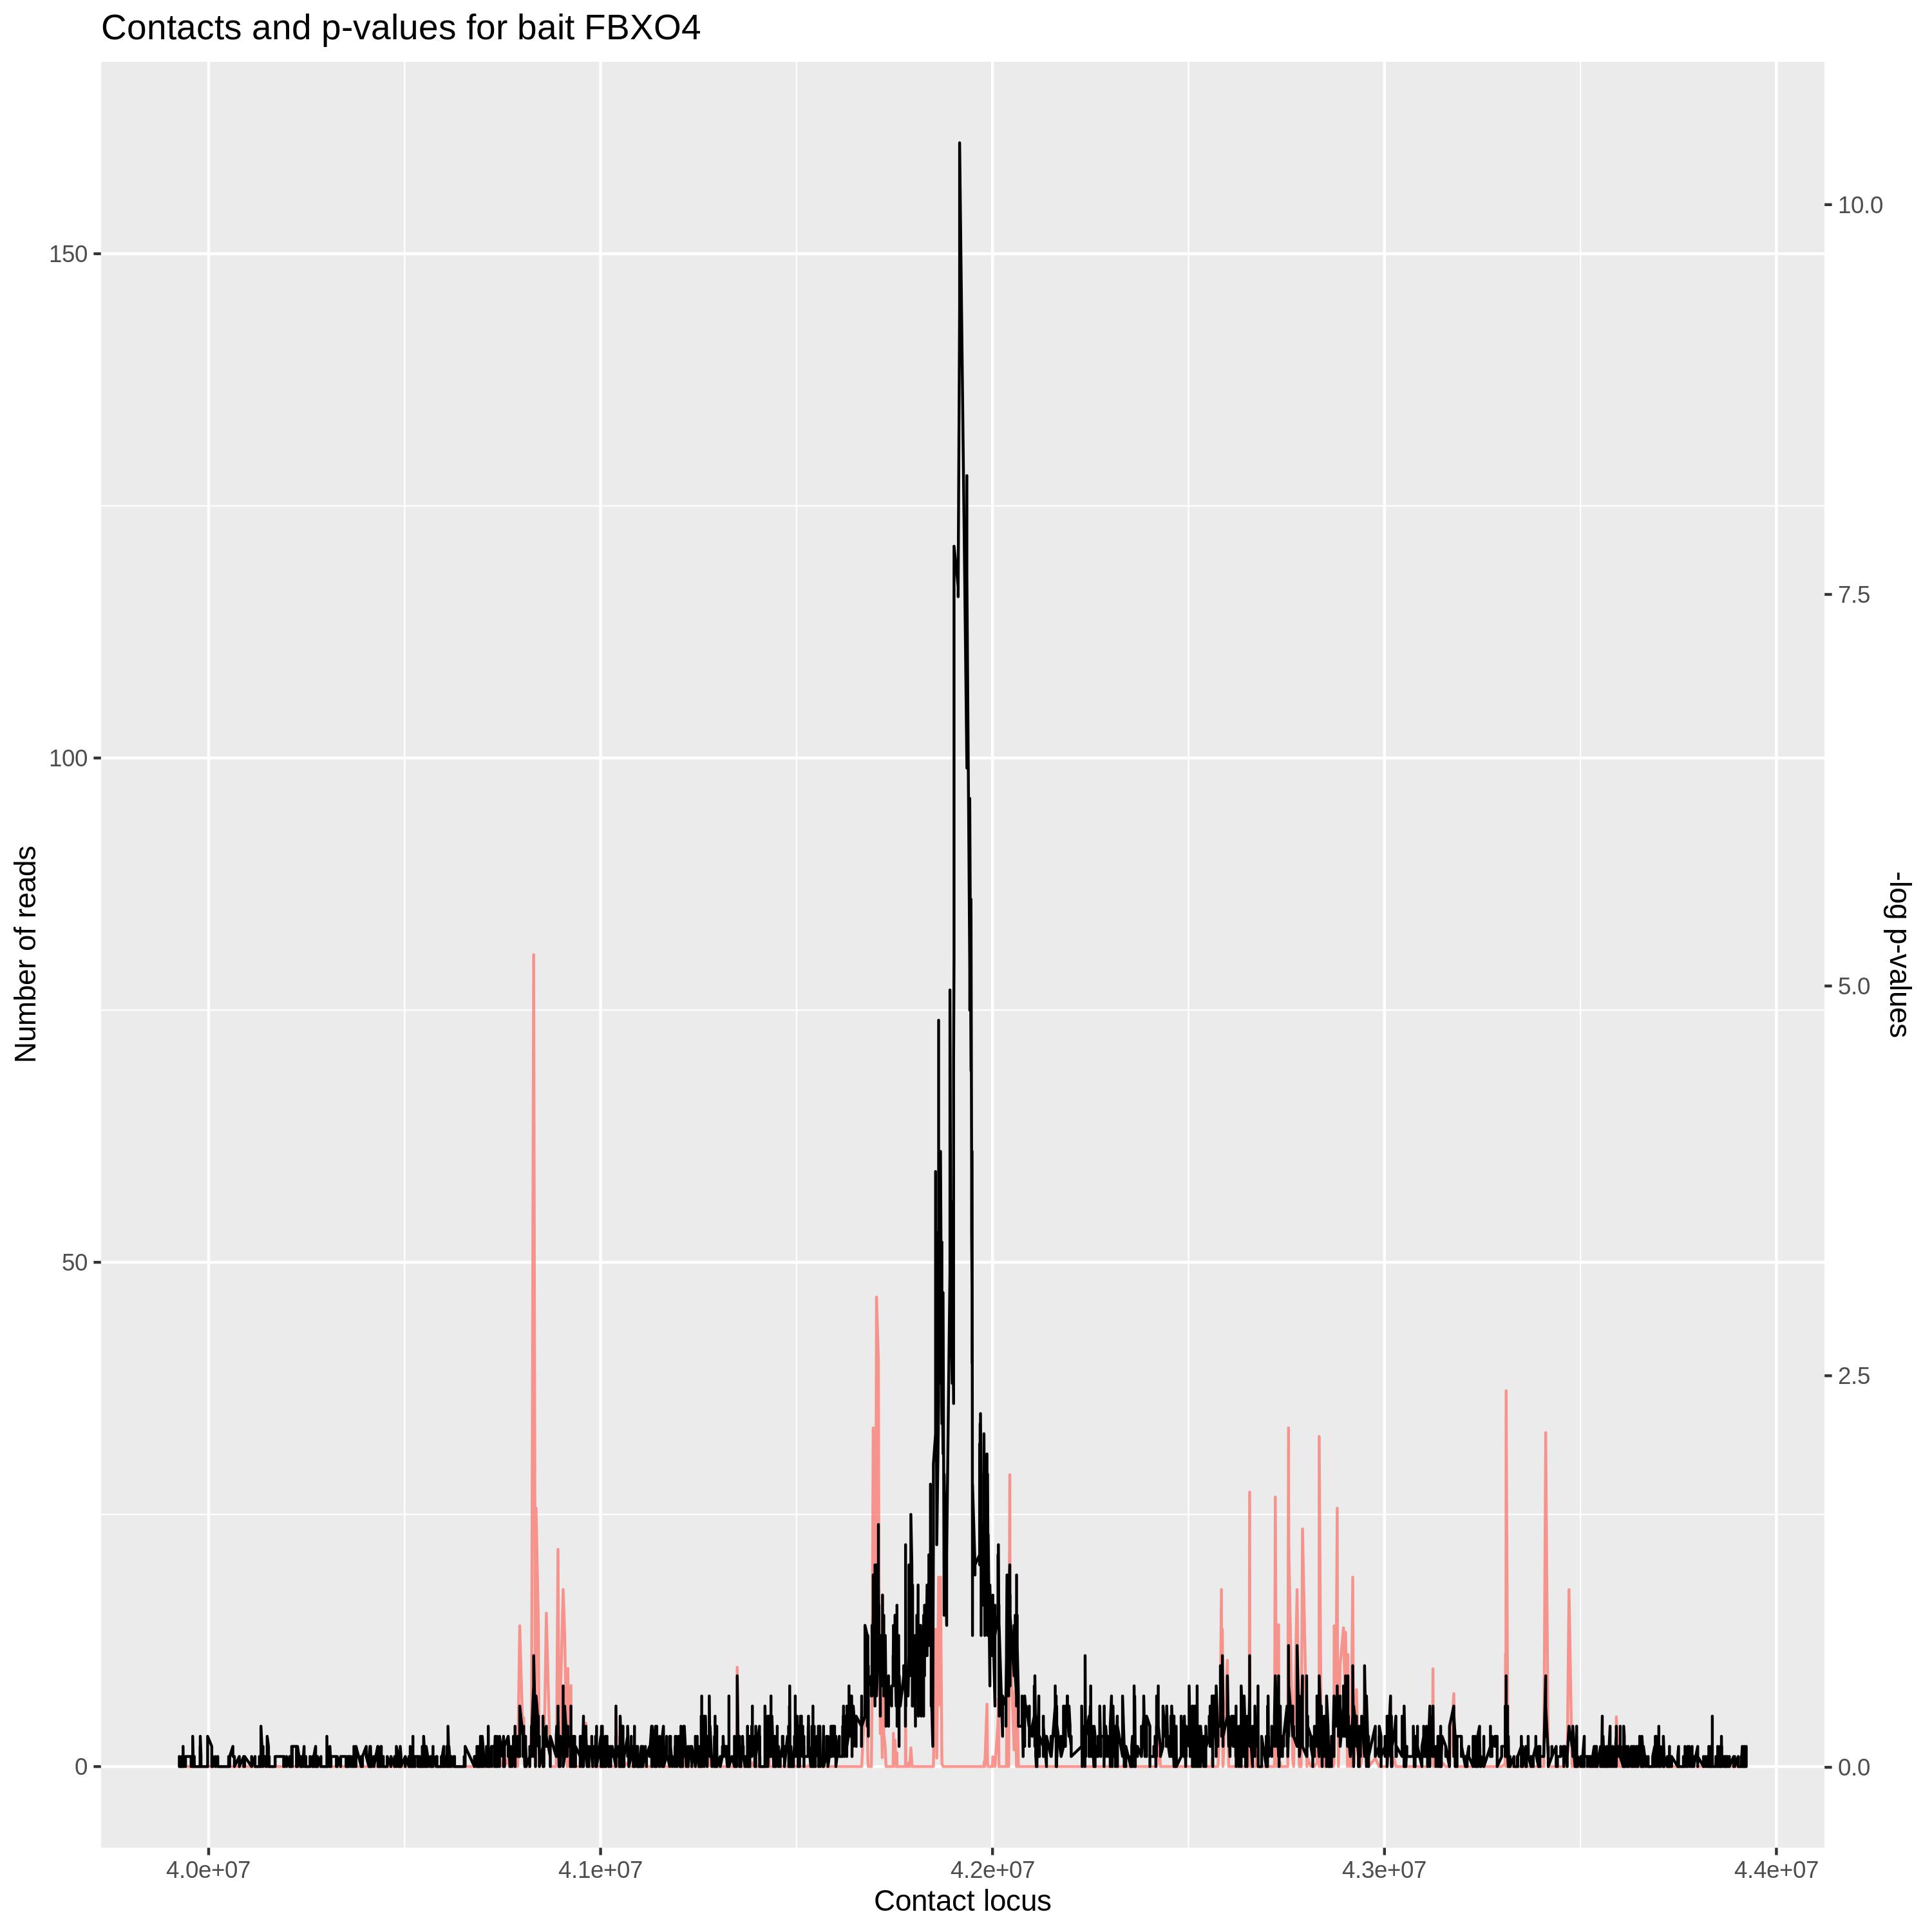 Contacts and p-values for bait FBXO4
150
100
50
0
Number of reads
10.0
7.5
5.0
2.5
0.0
-log p-values
4.0e+07
4.1e+07
4.2e+07
4.3e+07
4.4e+07
Contact locus